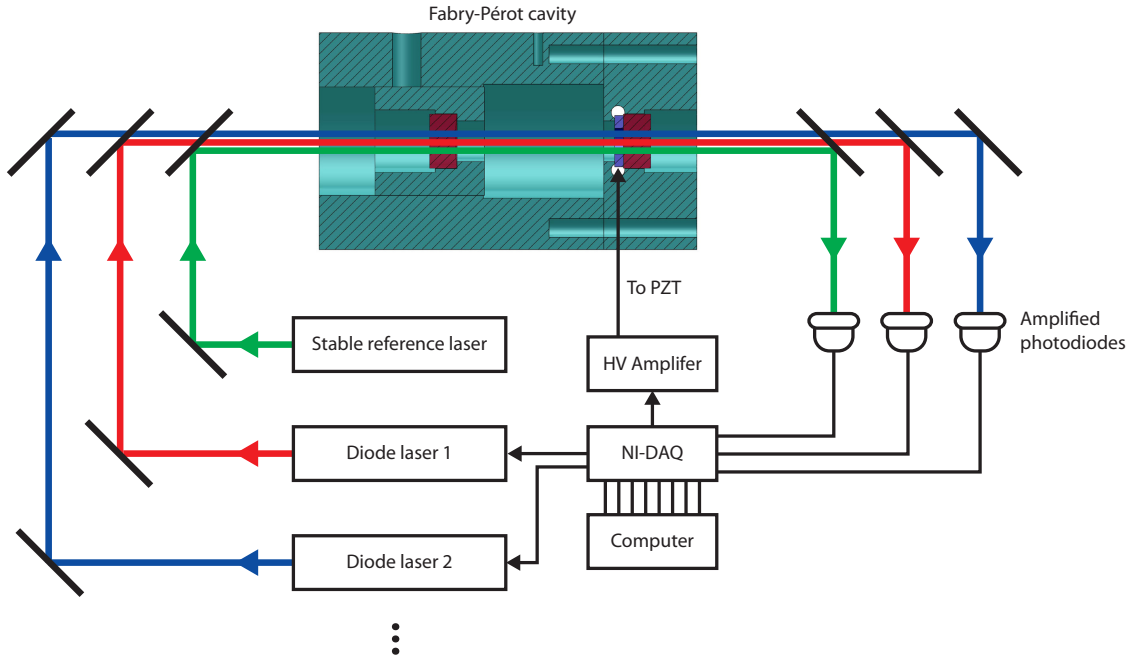 Fabry-Pérot cavity
To PZT
Stable reference laser
HV Amplifer
Amplified
photodiodes
Diode laser 1
NI-DAQ
Diode laser 2
Computer